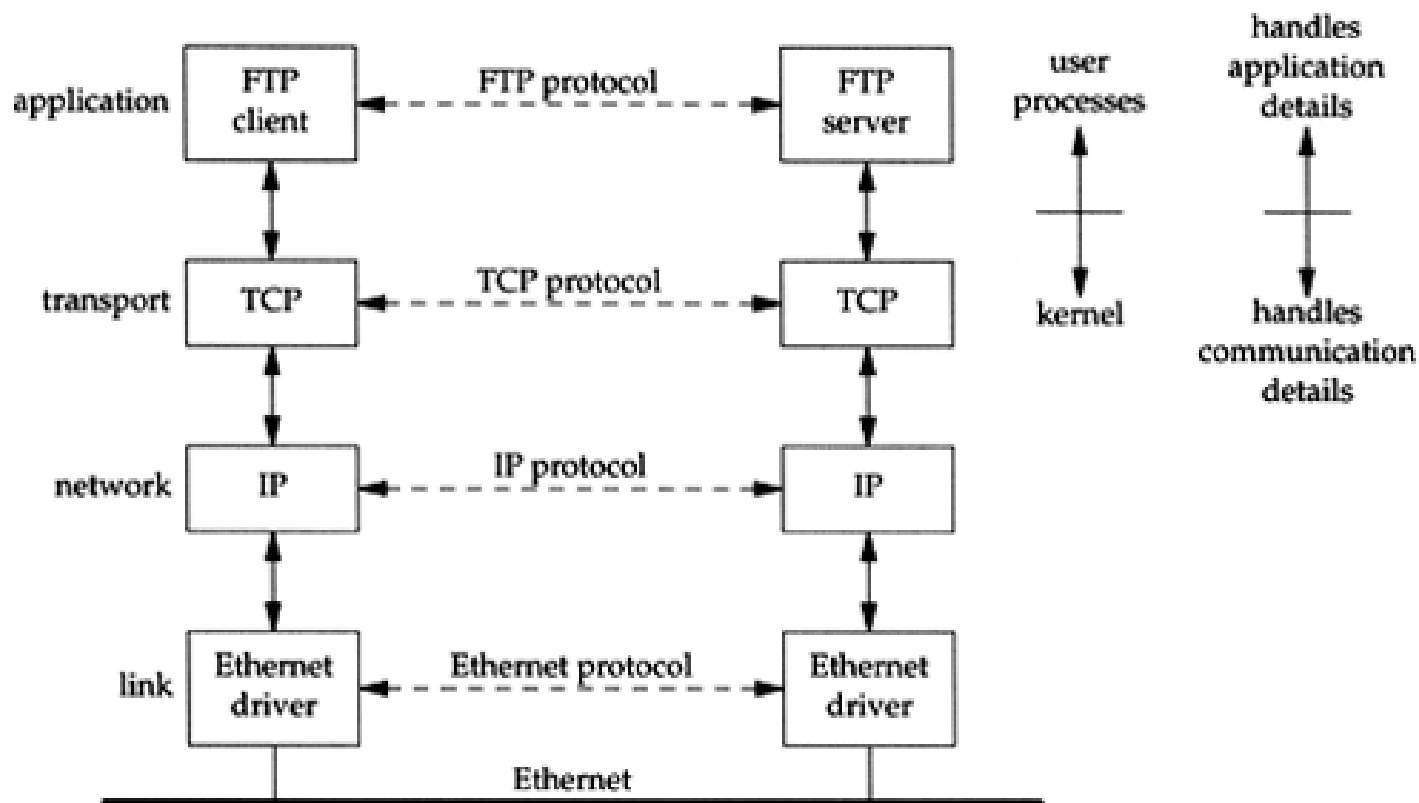 application
FTP
client
FTP protocol
FTP
server
user
processes
handles
application
details
transport
TCP
TCP protocol
TCP
kernel
handles
communication
details
network
IP
IP protocol
IP
link
Ethernet
driver
Ethernet protocol
Ethernet
driver
Ethernet